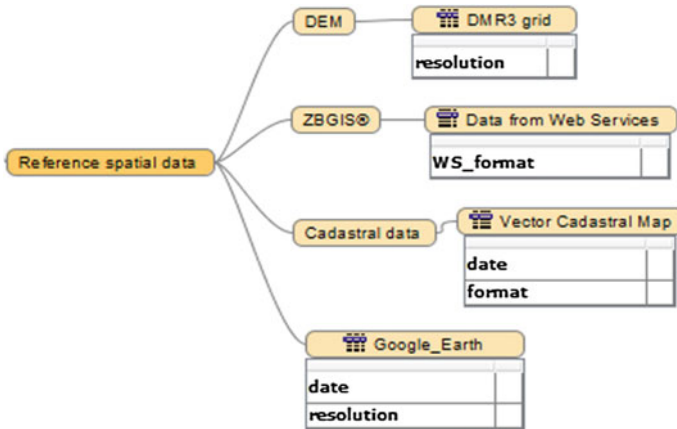 DEM
DMR3 grid
resolution
ZBGIS®
Data from Web Services
WS_format
Reference spatial data
Cadastral data
Vector Cadastral Map
date
format
Google_Earth
date
resolution